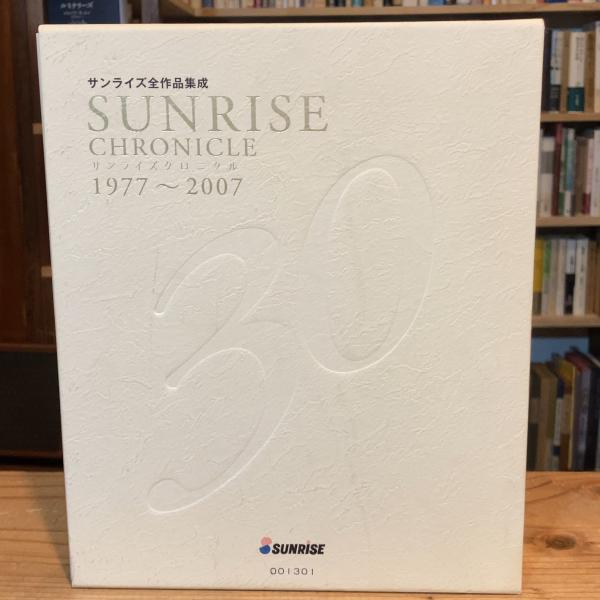 サンライズ全作品集成
SUNRISE
CHRONICLE
サンライズクロニクル
1977～2007
30
SUNRISE
001301